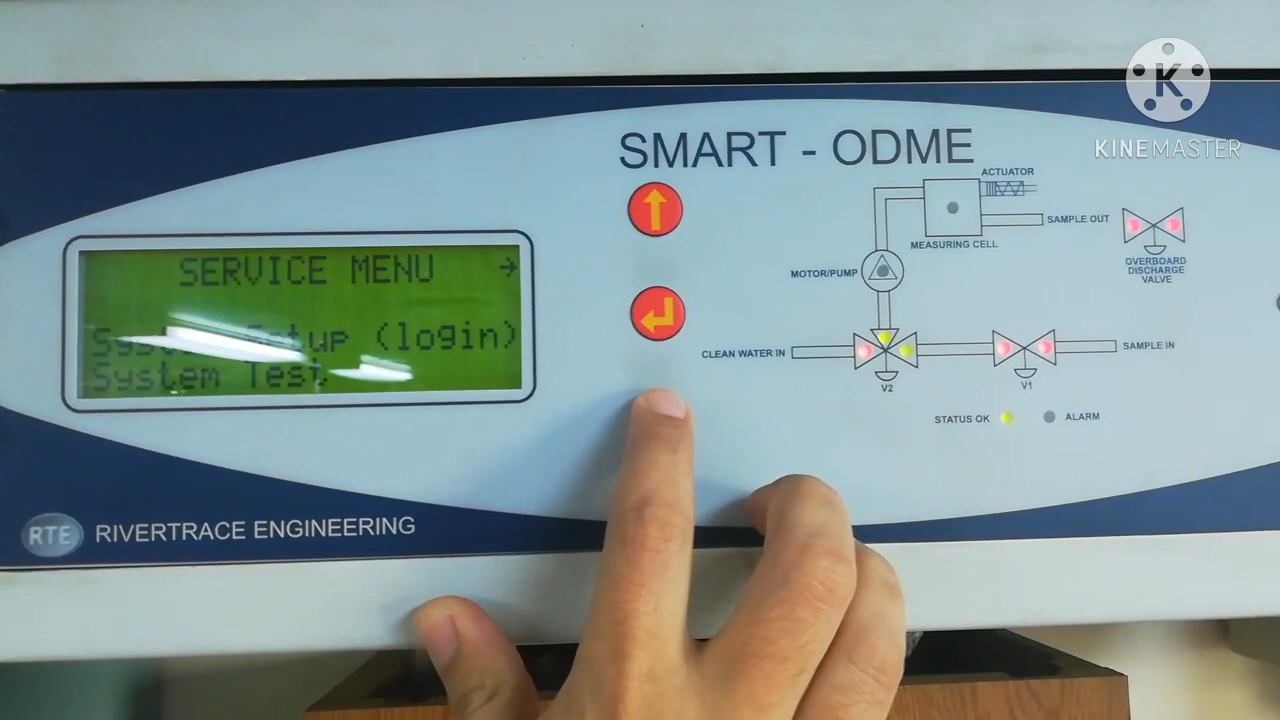 KINEMASTER
SMART - ODME
ACTUATOR
SAMPLE OUT
MEASURING CELL
OVERBOARD
DISCHARGE
VALVE
MOTOR/PUMP
SERVICE MENU →
System Setup (login)
System Test
CLEAN WATER IN
SAMPLE IN
V2
V1
STATUS OK
ALARM
RTE RIVERTRACE ENGINEERING